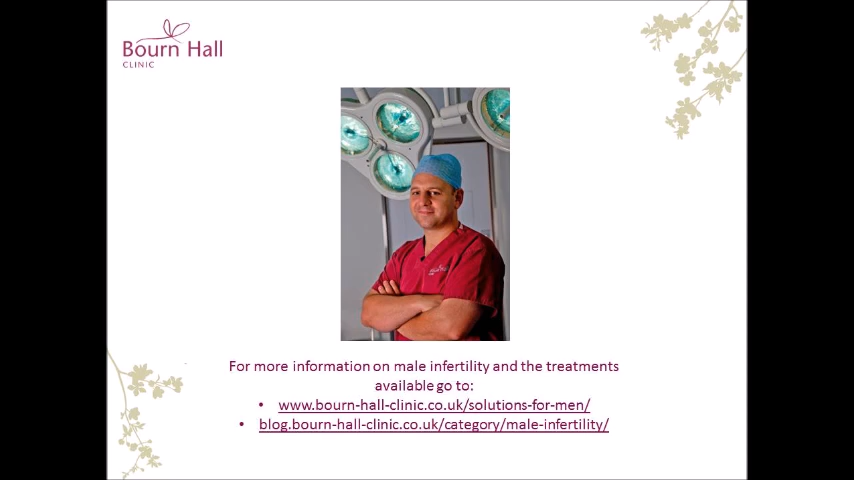 Bourn Hall
CLINIC
For more information on male infertility and the treatments
available go to:
• www.bourn-hall-clinic.co.uk/solutions-for-men/
• blog.bourn-hall-clinic.co.uk/category/male-infertility/